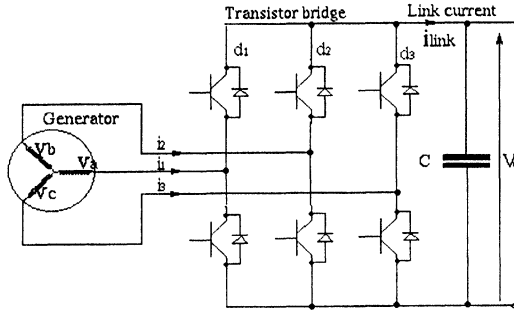 Transistor bridge
Link current
ilink
d1
d2
d3
Generator
Vb
Va
Vc
i2
i1
i3
C
V